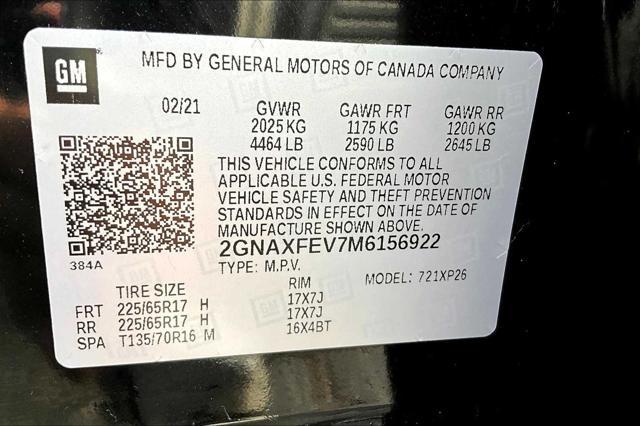 GM
MFD BY GENERAL MOTORS OF CANADA COMPANY
02/21 GVWR GAWR FRT GAWR RR
2025 KG 1175 KG 1200 KG
4464 LB 2590 LB 2645 LB
THIS VEHICLE CONFORMS TO ALL
APPLICABLE U.S. FEDERAL MOTOR
VEHICLE SAFETY AND THEFT PREVENTION
STANDARDS IN EFFECT ON THE DATE OF
MANUFACTURE SHOWN ABOVE.
2GNAXFEV7M6156922
384A
TYPE: M.P.V. MODEL: 721XP26
TIRE SIZE RIM
FRT 225/65R17 H 17X7J
RR 225/65R17 H 17X7J
SPA T135/70R16 M 16X4BT